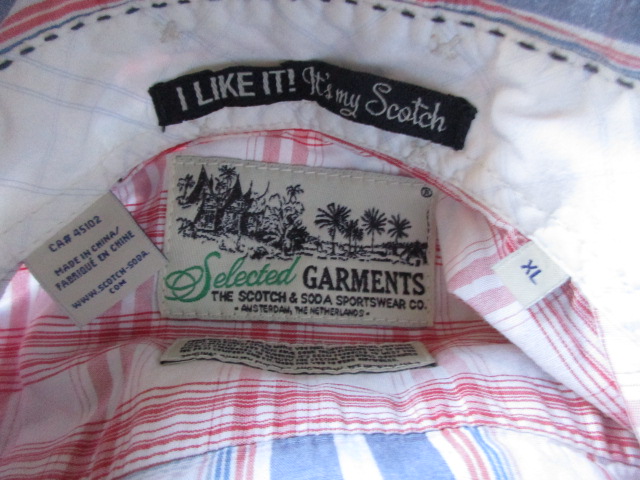 I LIKE IT! It's my Scotch
®
Selected GARMENTS
THE SCOTCH & SODA SPORTSWEAR CO.
- AMSTERDAM, THE NETHERLANDS -
CA# 45102
MADE IN CHINA/
FABRIQUÉ EN CHINE
WWW.SCOTCH-SODA.
COM
XL